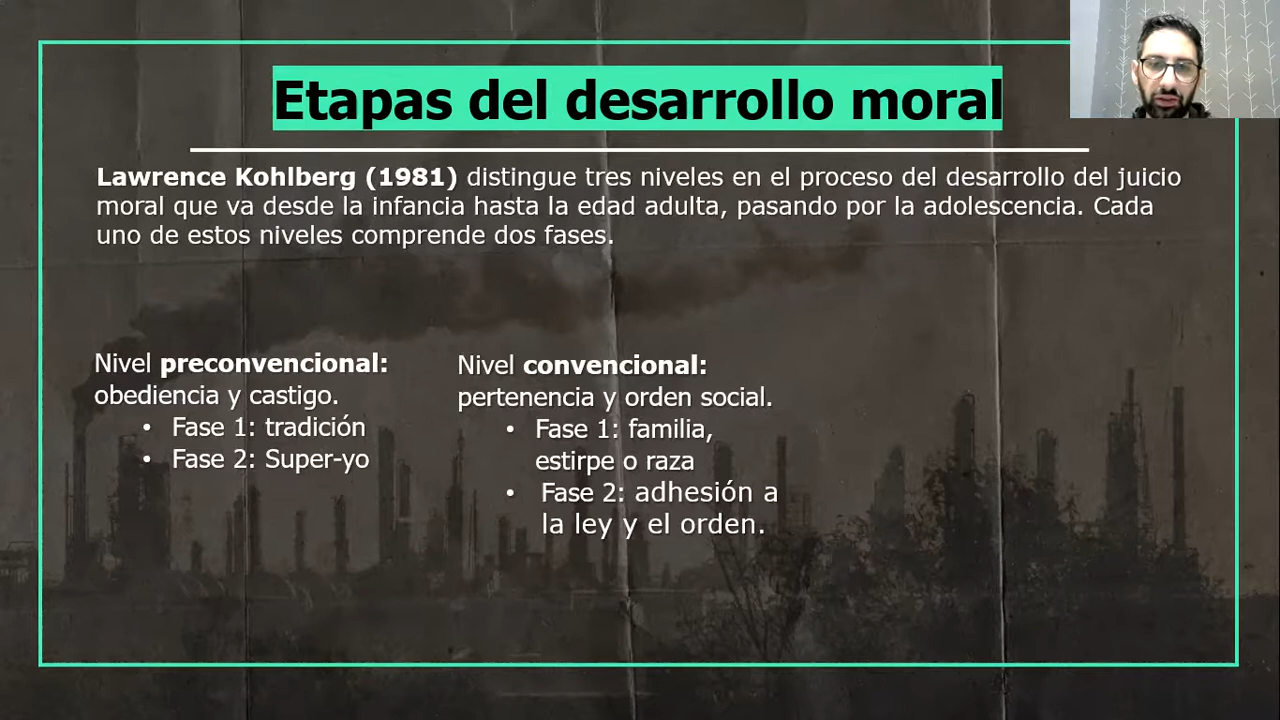 Etapas del desarrollo moral
Lawrence Kohlberg (1981) distingue tres niveles en el proceso del desarrollo del juicio
moral que va desde la infancia hasta la edad adulta, pasando por la adolescencia. Cada
uno de estos niveles comprende dos fases.
Nivel preconvencional:
obediencia y castigo.
• Fase 1: tradición
• Fase 2: Super-yo
Nivel convencional:
pertenencia y orden social.
• Fase 1: familia,
estirpe o raza
• Fase 2: adhesión a
la ley y el orden.